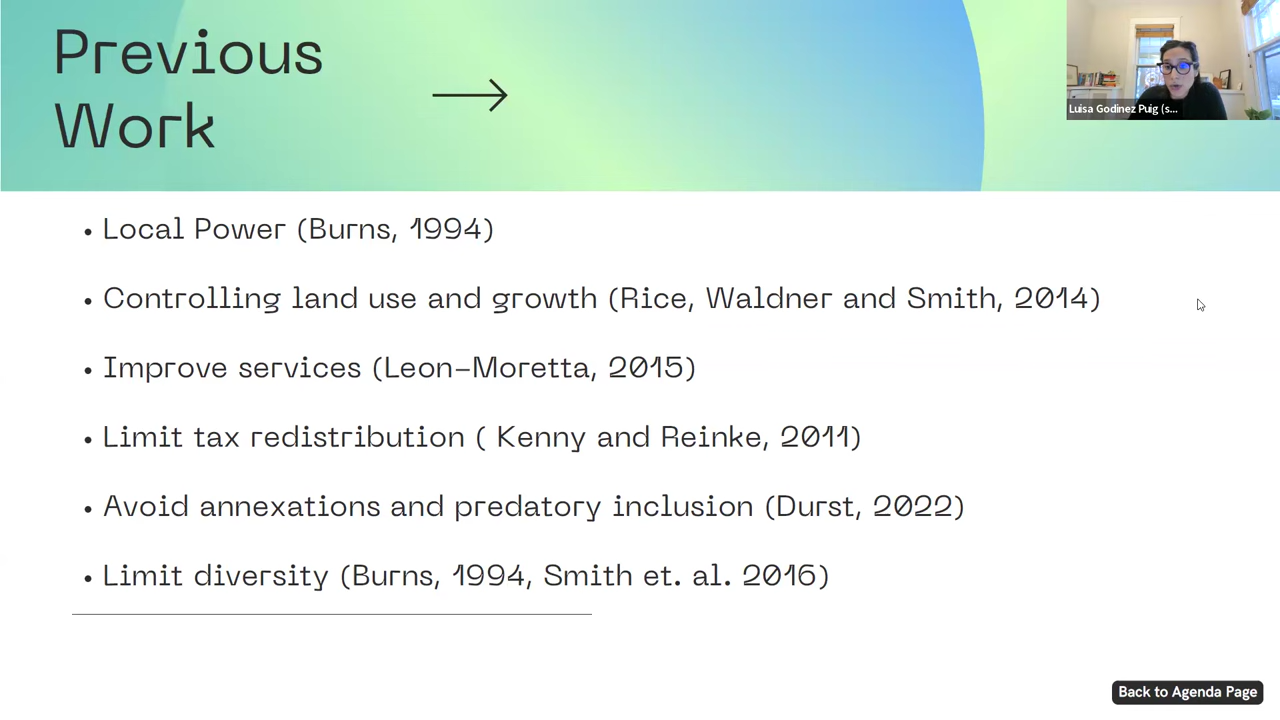 Previous
Work
Luisa Godinez Puig (s...
• Local Power (Burns, 1994)
• Controlling land use and growth (Rice, Waldner and Smith, 2014)
• Improve services (Leon-Moretta, 2015)
• Limit tax redistribution ( Kenny and Reinke, 2011)
• Avoid annexations and predatory inclusion (Durst, 2022)
• Limit diversity (Burns, 1994, Smith et. al. 2016)
Back to Agenda Page